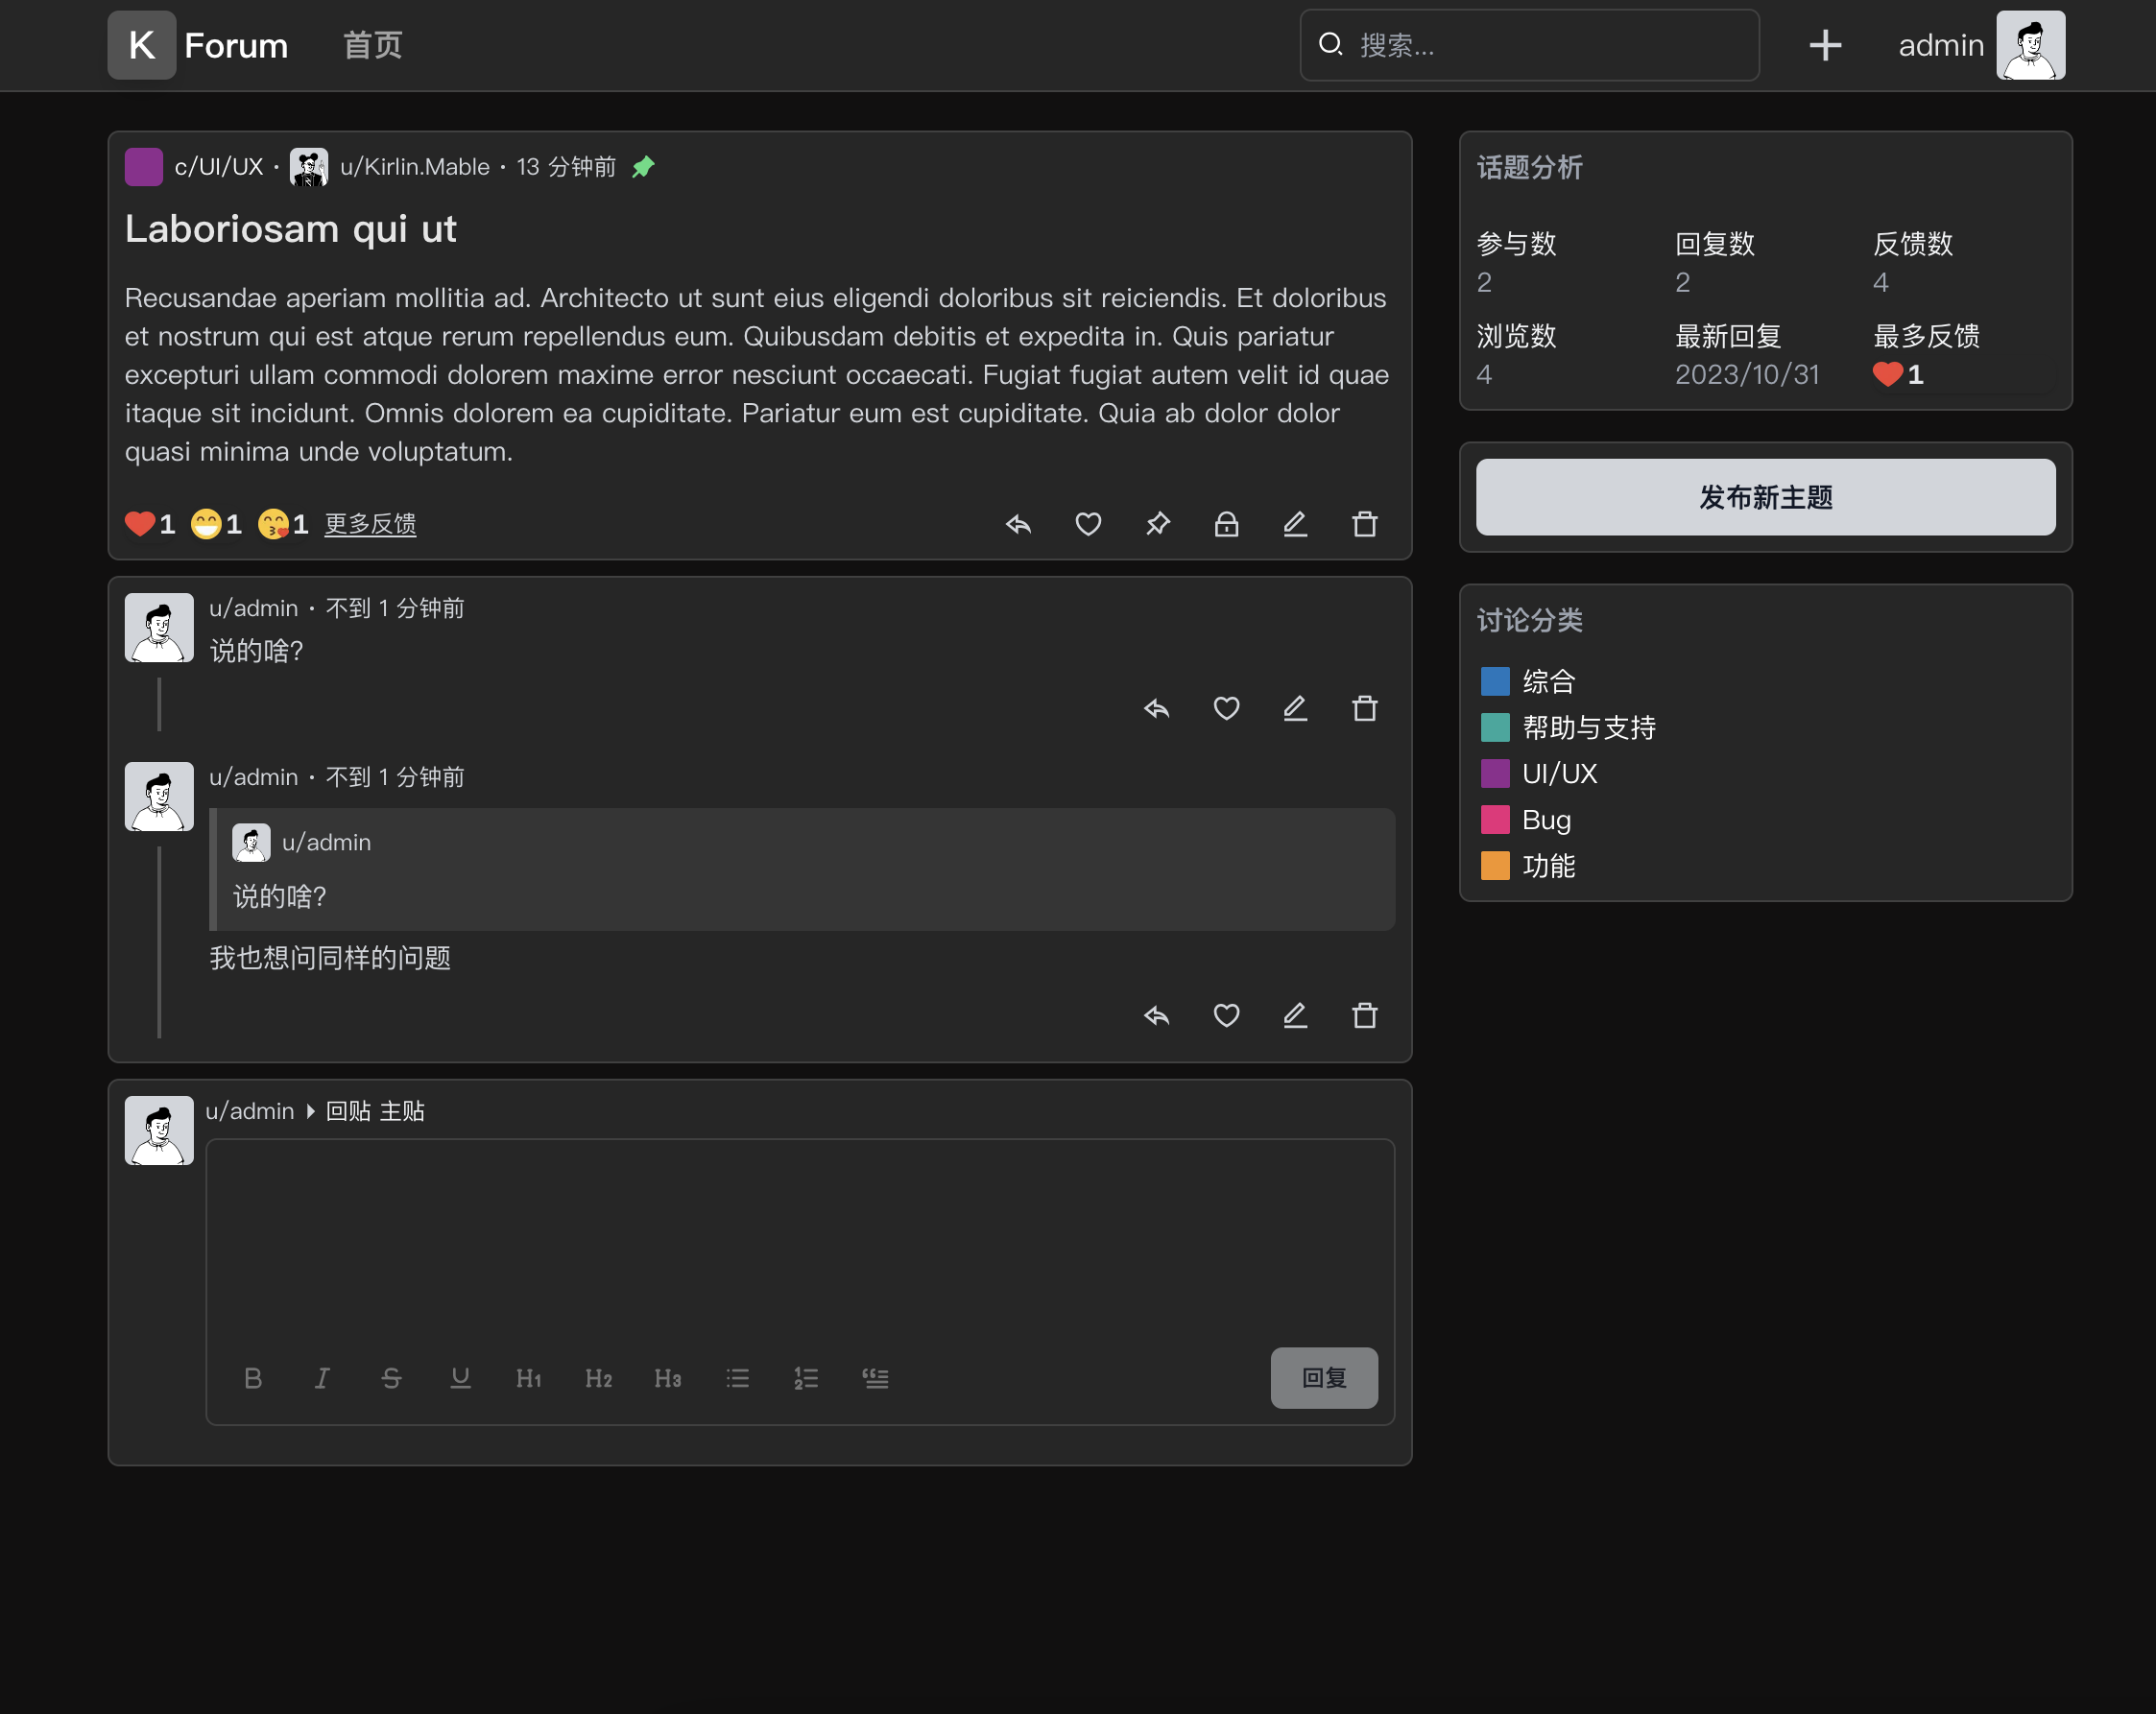 K Forum 首页 搜索... admin
c/UI/UX · u/Kirlin.Mable · 13 分钟前
Laboriosam qui ut
Recusandae aperiam mollitia ad. Architecto ut sunt eius eligendi doloribus sit reiciendis. Et doloribus
et nostrum qui est atque rerum repellendus eum. Quibusdam debitis et expedita in. Quis pariatur
excepturi ullam commodi dolorem maxime error nesciunt occaecati. Fugiat fugiat autem velit id quae
itaque sit incidunt. Omnis dolorem ea cupiditate. Pariatur eum est cupiditate. Quia ab dolor dolor
quasi minima unde voluptatum.
1 1 1 更多反馈
u/admin · 不到 1 分钟前
说的啥?
u/admin · 不到 1 分钟前
u/admin
说的啥?
我也想问同样的问题
u/admin 回贴 主贴
B I S U H1 H2 H3 回复
话题分析
参与数 回复数 反馈数
2 2 4
浏览数 最新回复 最多反馈
4 2023/10/31 1
发布新主题
讨论分类
综合
帮助与支持
UI/UX
Bug
功能